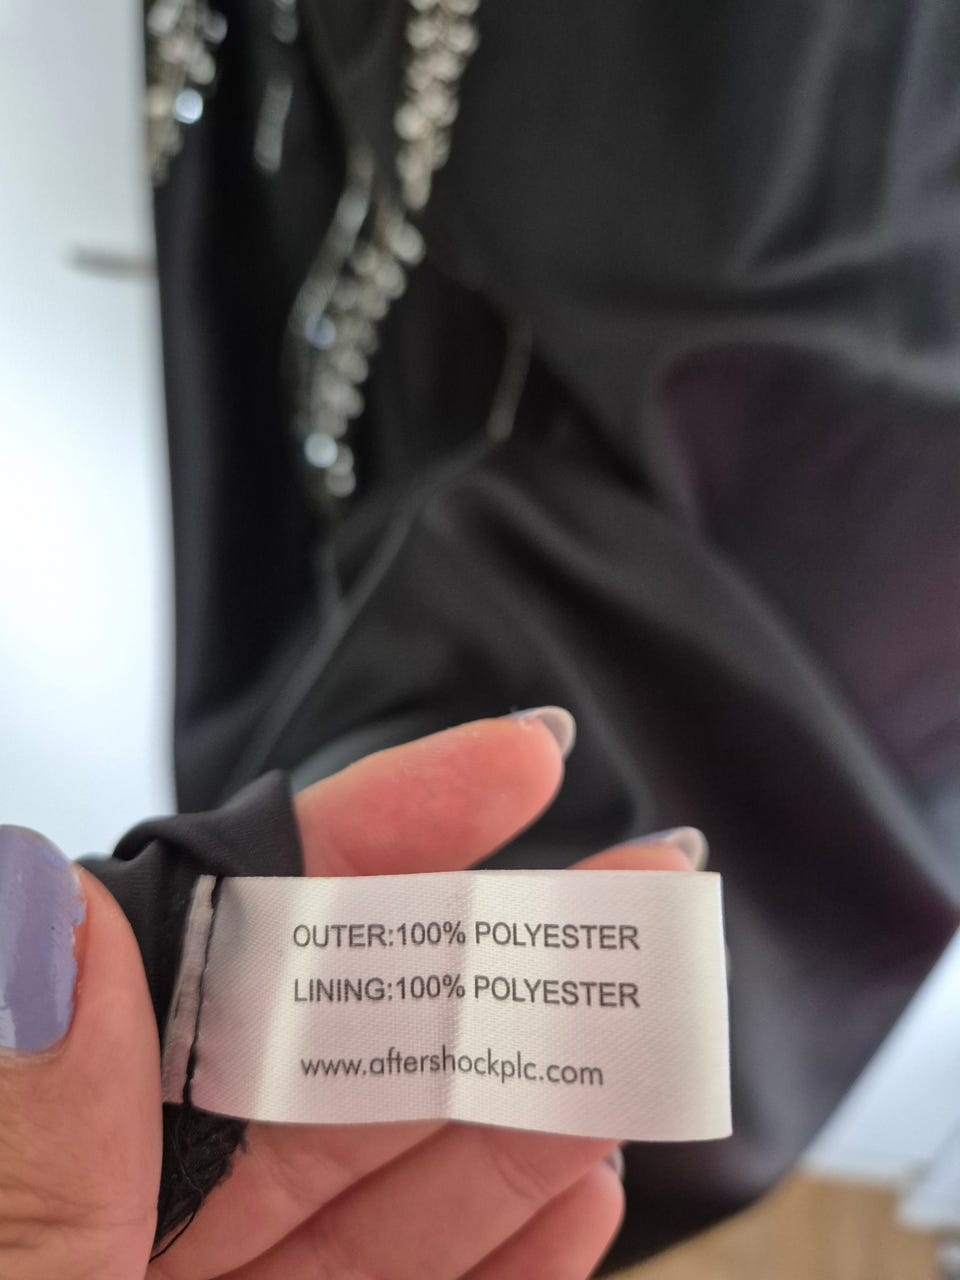 OUTER:100% POLYESTER
LINING:100% POLYESTER
www.aftershockplc.com